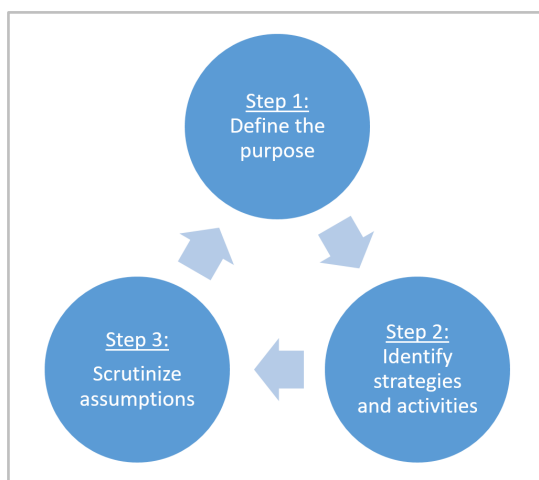 Step 1:
Define the
purpose
Step 2:
Identify
strategies
and activities
Step 3:
Scrutinize
assumptions